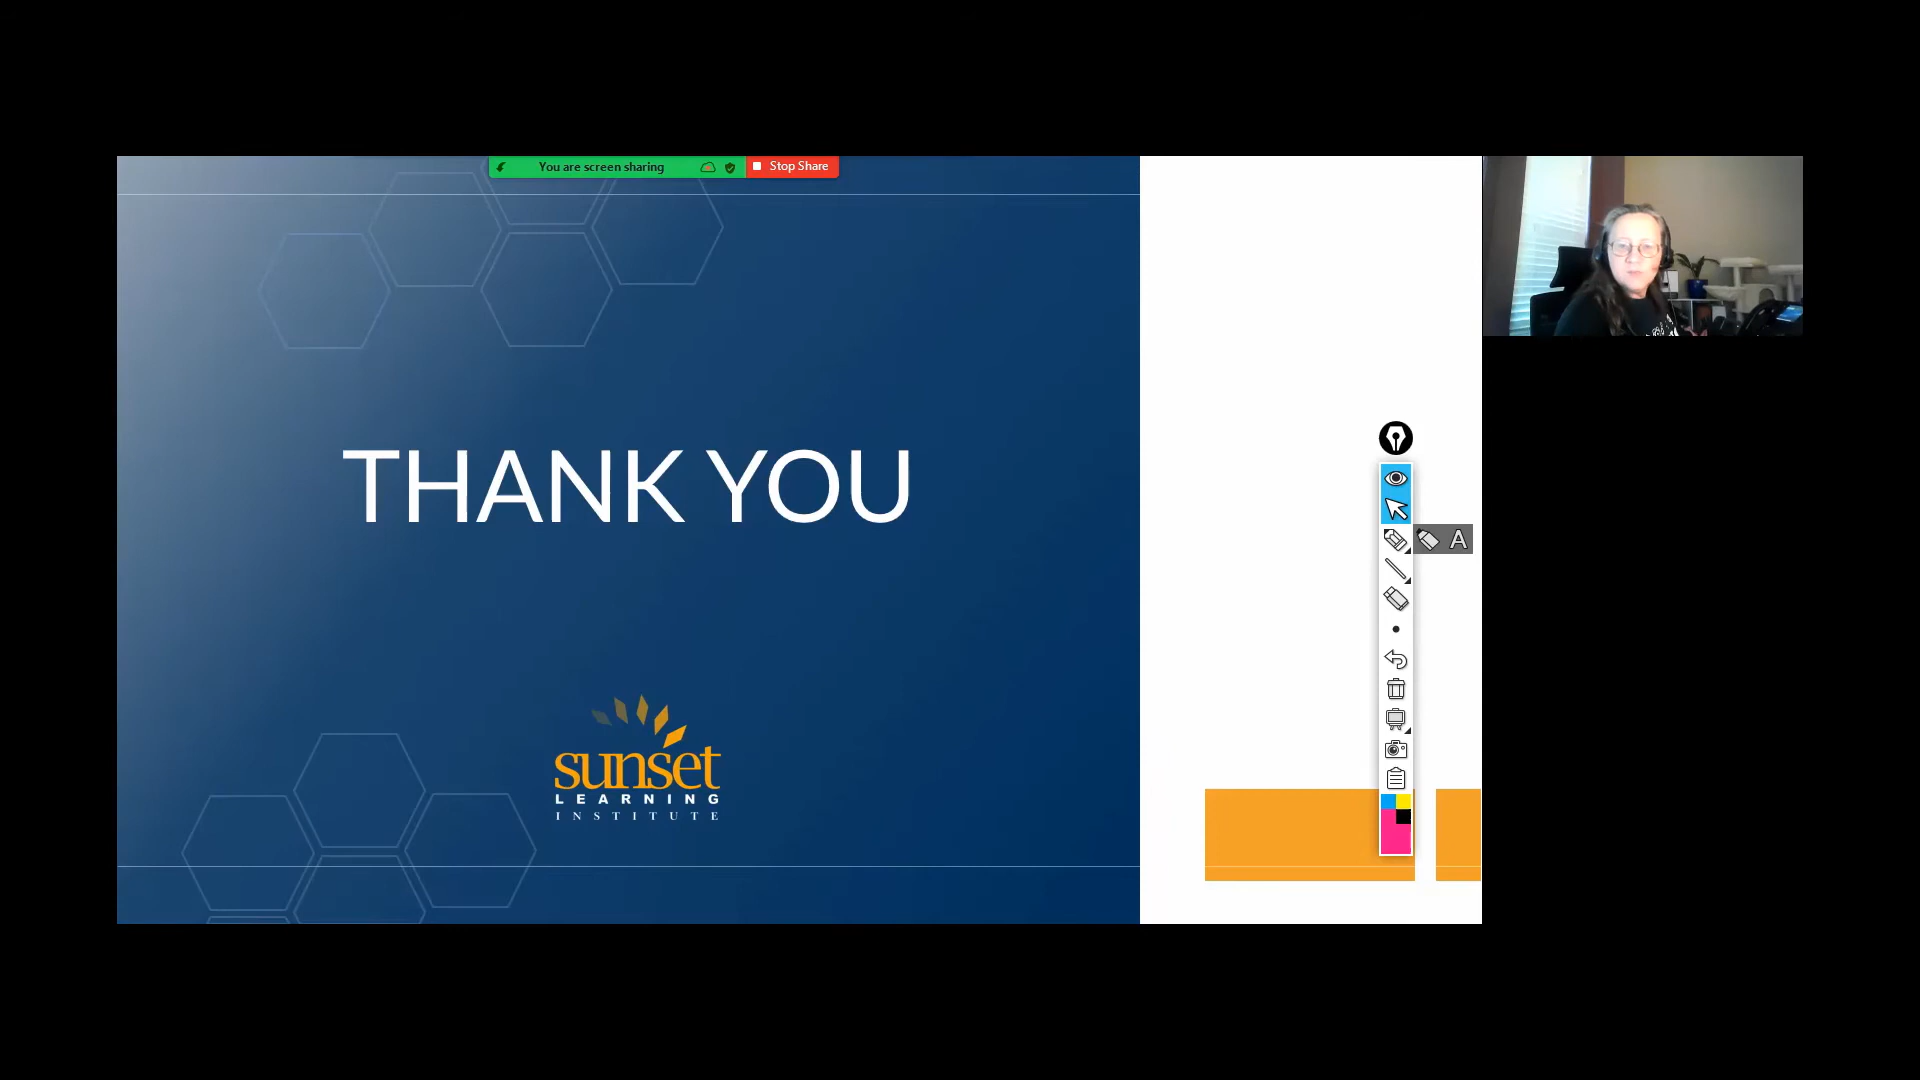 You are screen sharing
Stop Share
THANK YOU
A
sunset
LEARNING
INSTITUTE